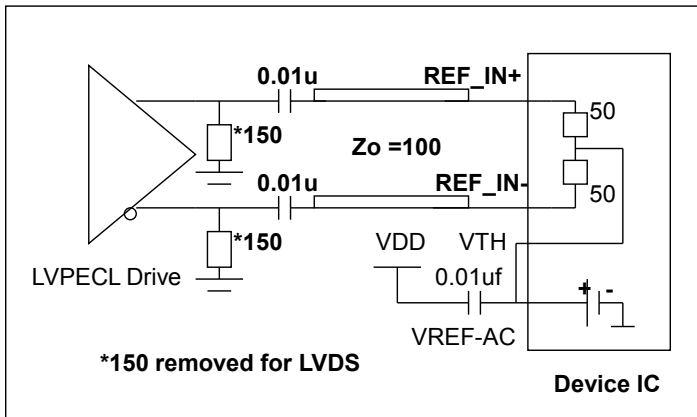 0.01u
REF_IN+
*150
50
Zo =100
0.01u
REF_IN-
50
*150
VDD
VTH
LVPECL Drive
0.01uf
+ -
VREF-AC
*150 removed for LVDS
Device IC